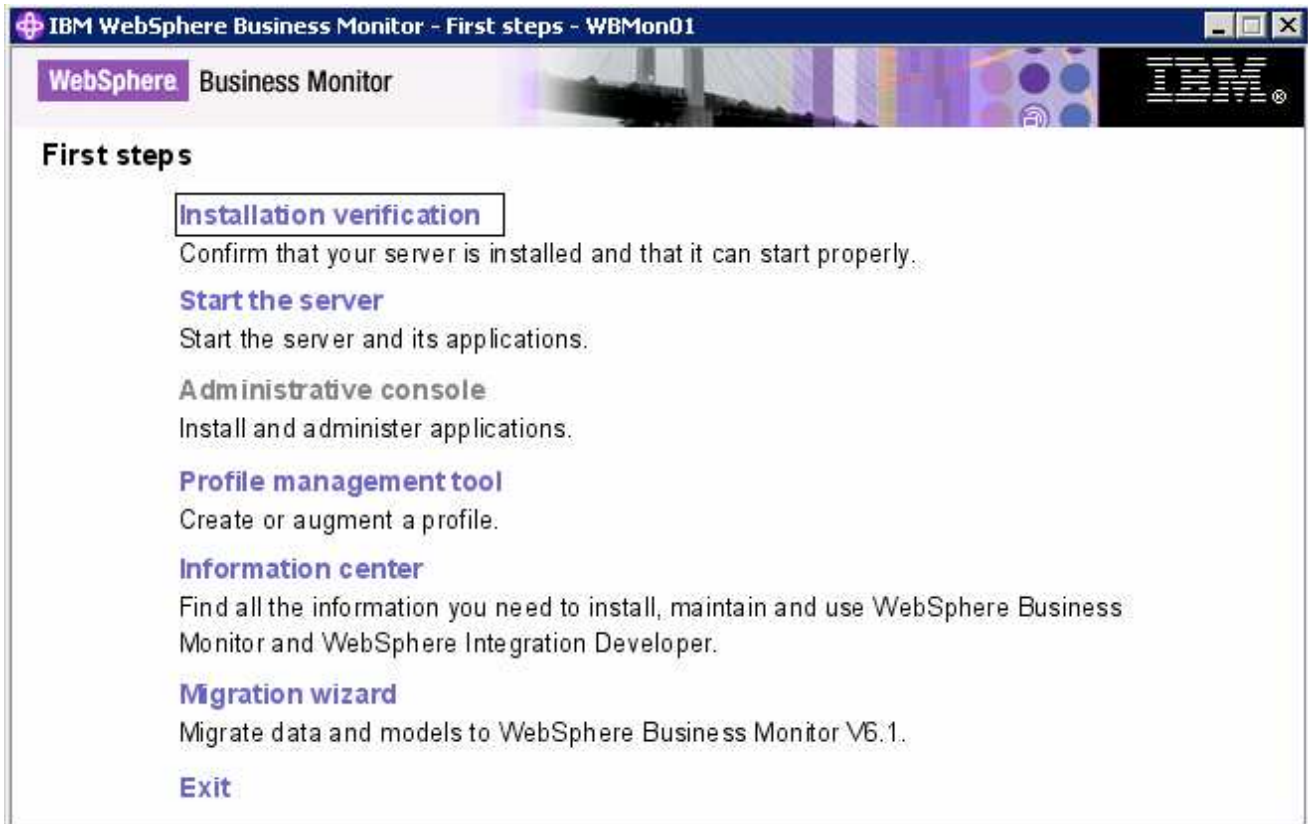 IBM WebSphere Business Monitor - First steps - WBMon01
WebSphere Business Monitor
IBM®
First steps
Installation verification
Confirm that your server is installed and that it can start properly.
Start the server
Start the server and its applications.
Administrative console
Install and administer applications.
Profile management tool
Create or augment a profile.
Information center
Find all the information you need to install, maintain and use WebSphere Business
Monitor and WebSphere Integration Developer.
Migration wizard
Migrate data and models to WebSphere Business Monitor V6.1.
Exit